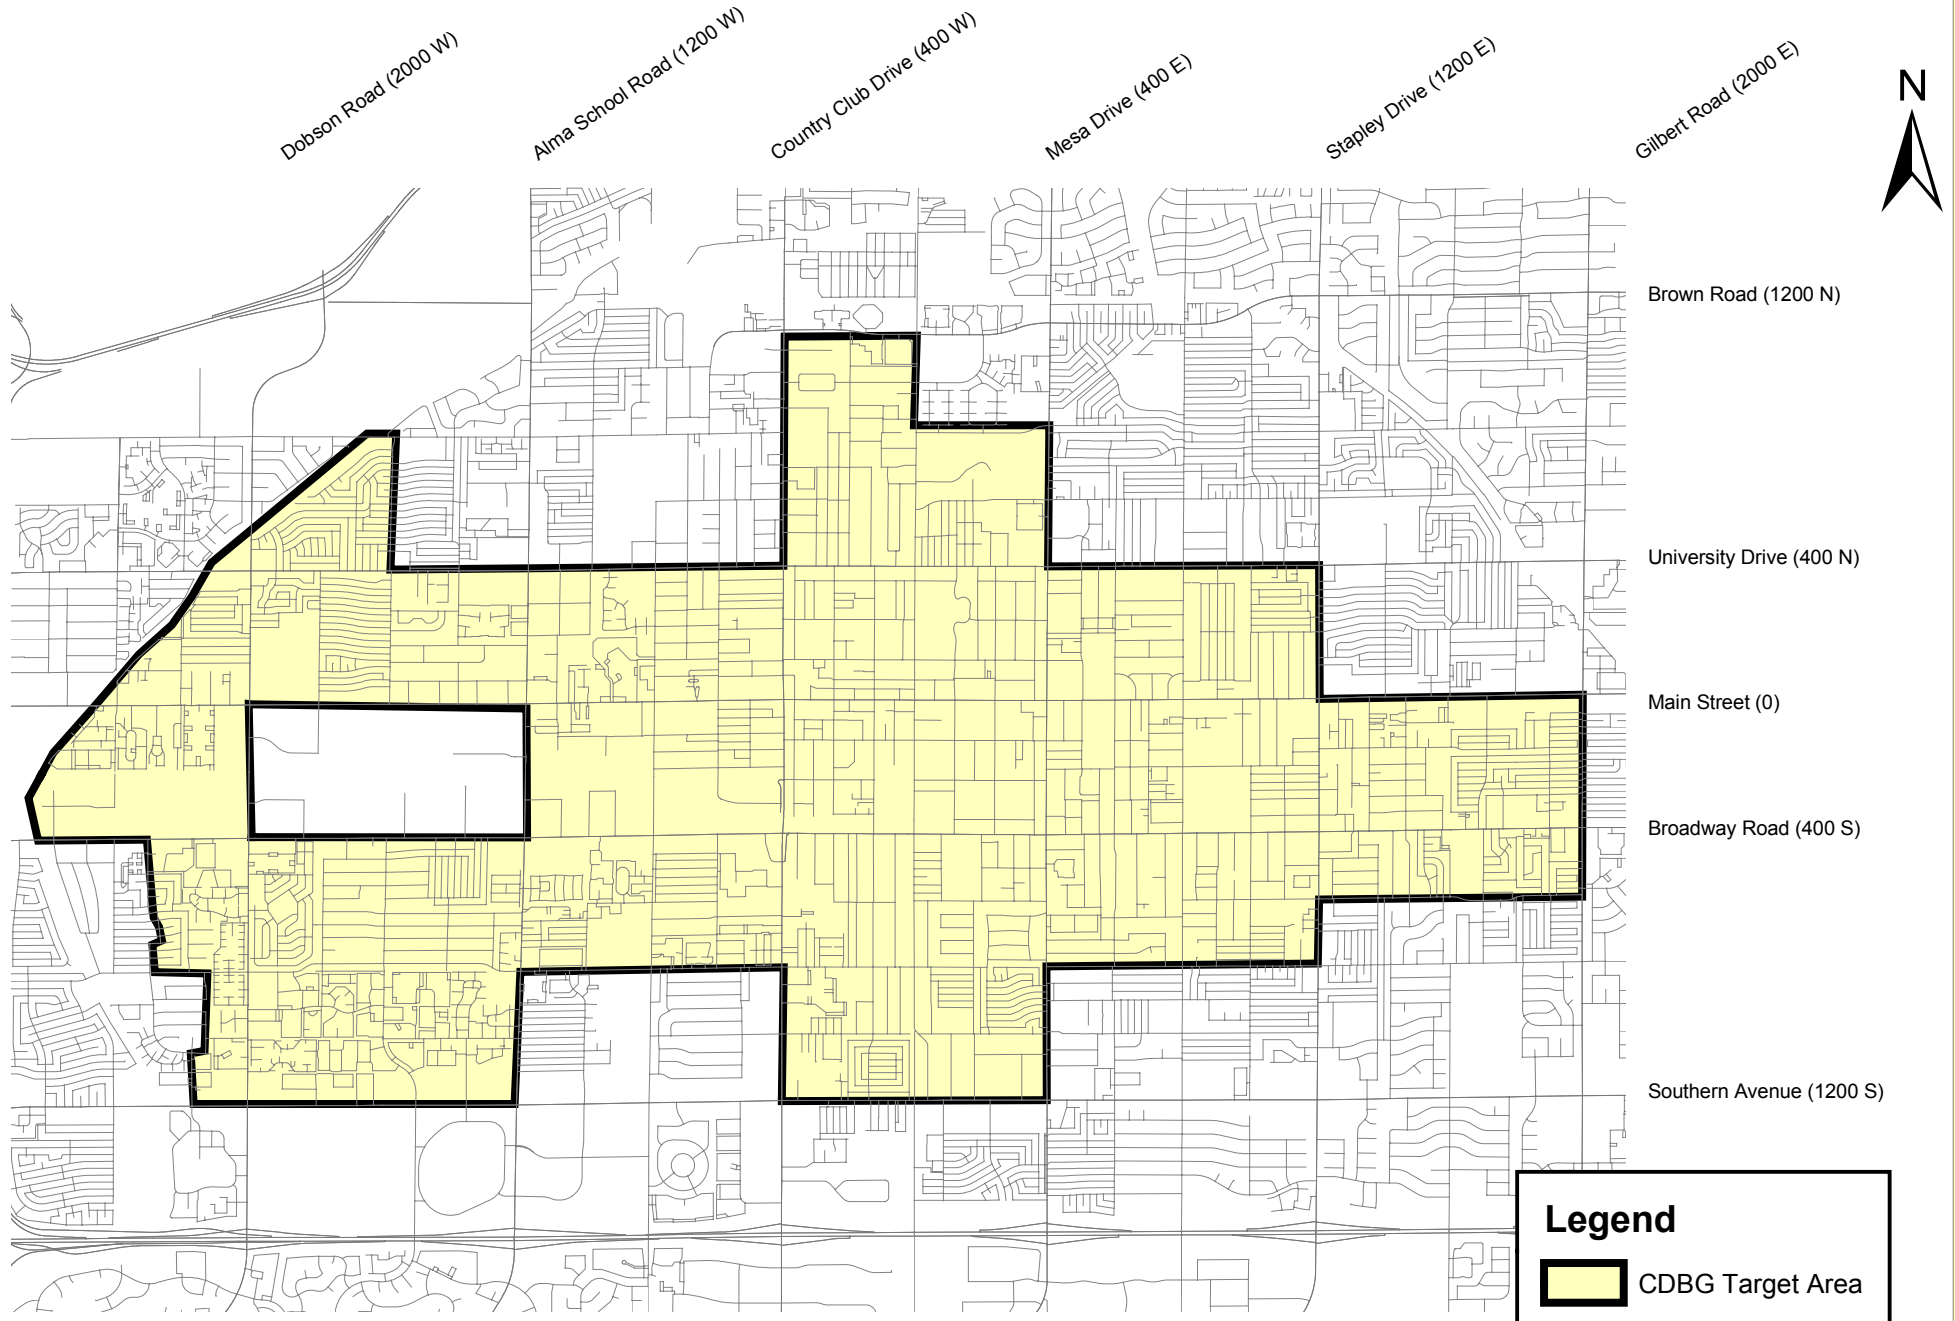 Dobson Road (2000 W)
Alma School Road (1200 W)
Country Club Drive (400 W)
Mesa Drive (400 E)
Stapley Drive (1200 E)
Gilbert Road (2000 E)
N
Brown Road (1200 N)
University Drive (400 N)
Main Street (0)
Broadway Road (400 S)
Southern Avenue (1200 S)
Legend
CDBG Target Area